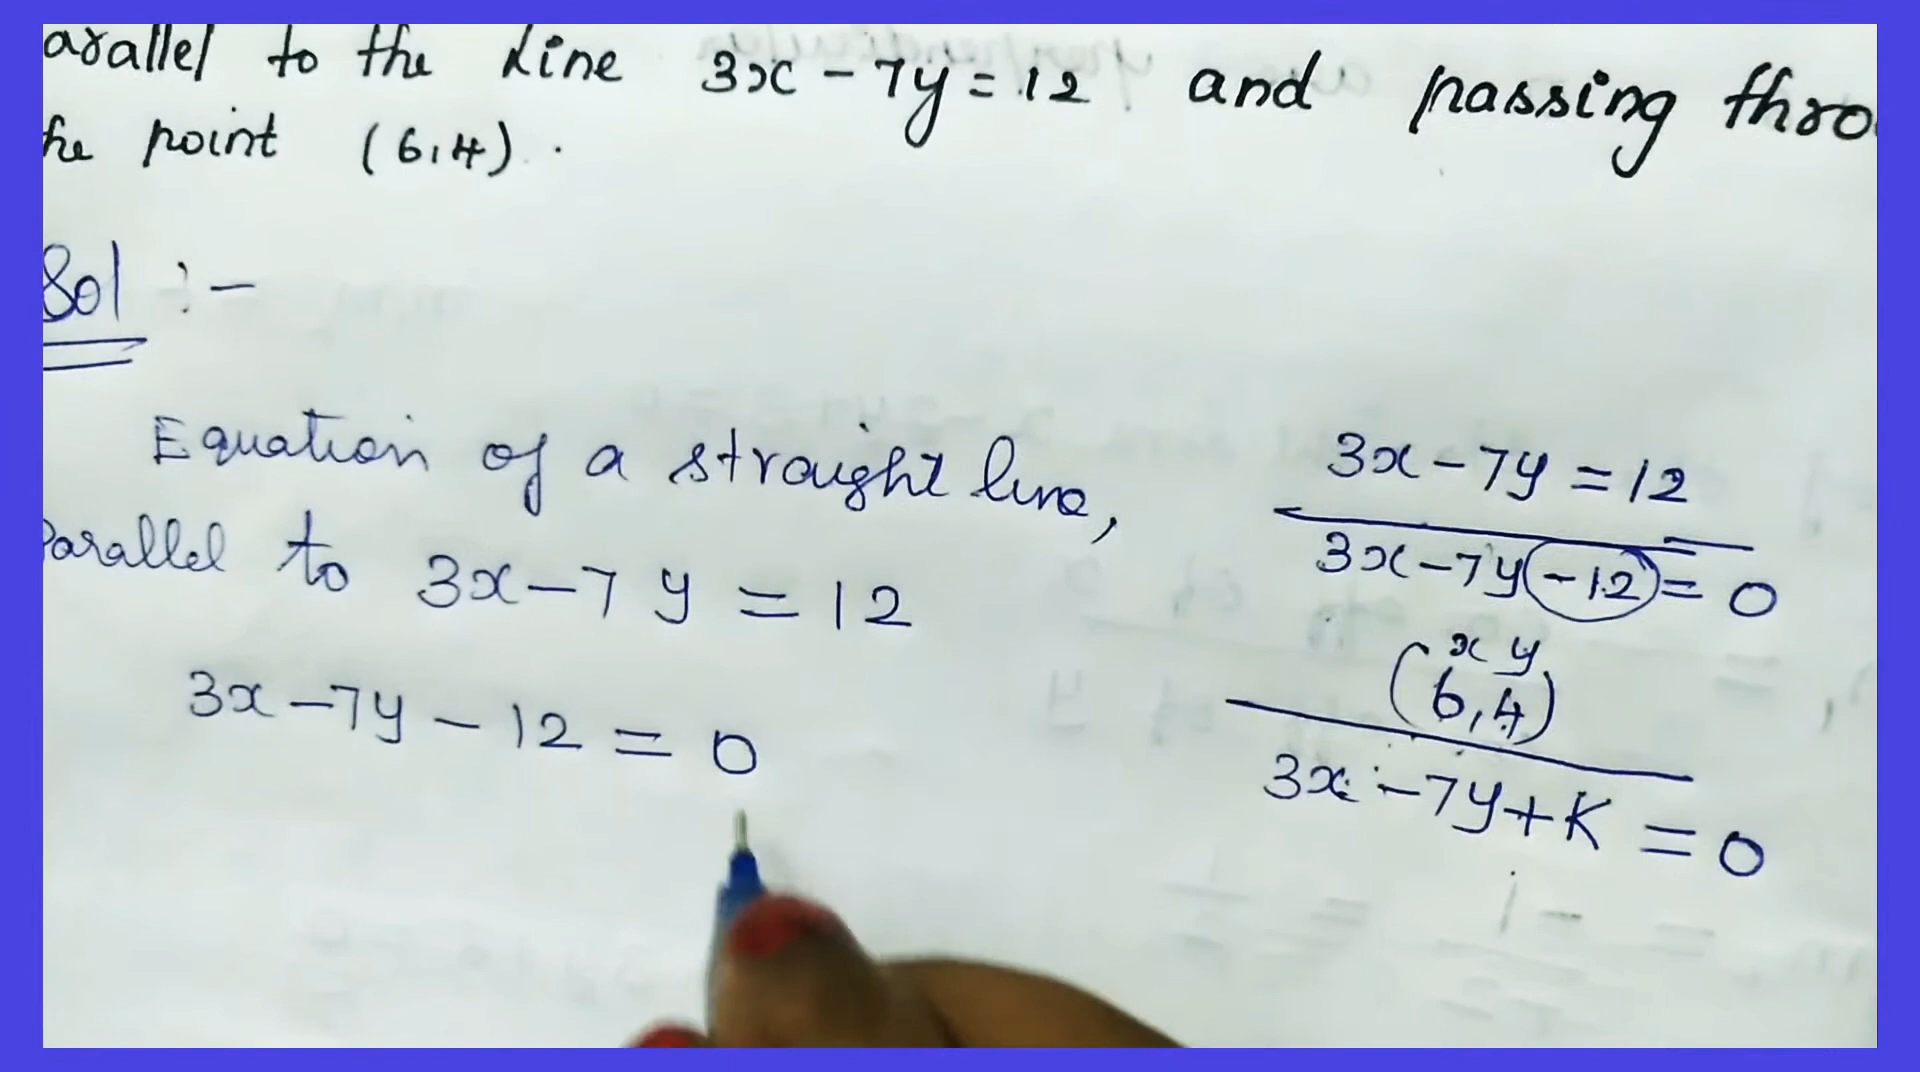 arallel to the line 3x - 7y = 12 and passing thro
he point (6,4).
Sol :-
Equation of a straight line,
Parallel to 3x - 7y = 12
3x - 7y - 12 = 0
3x - 7y = 12
3x - 7y - 12 = 0
x y
(6,4)
3x - 7y + K = 0